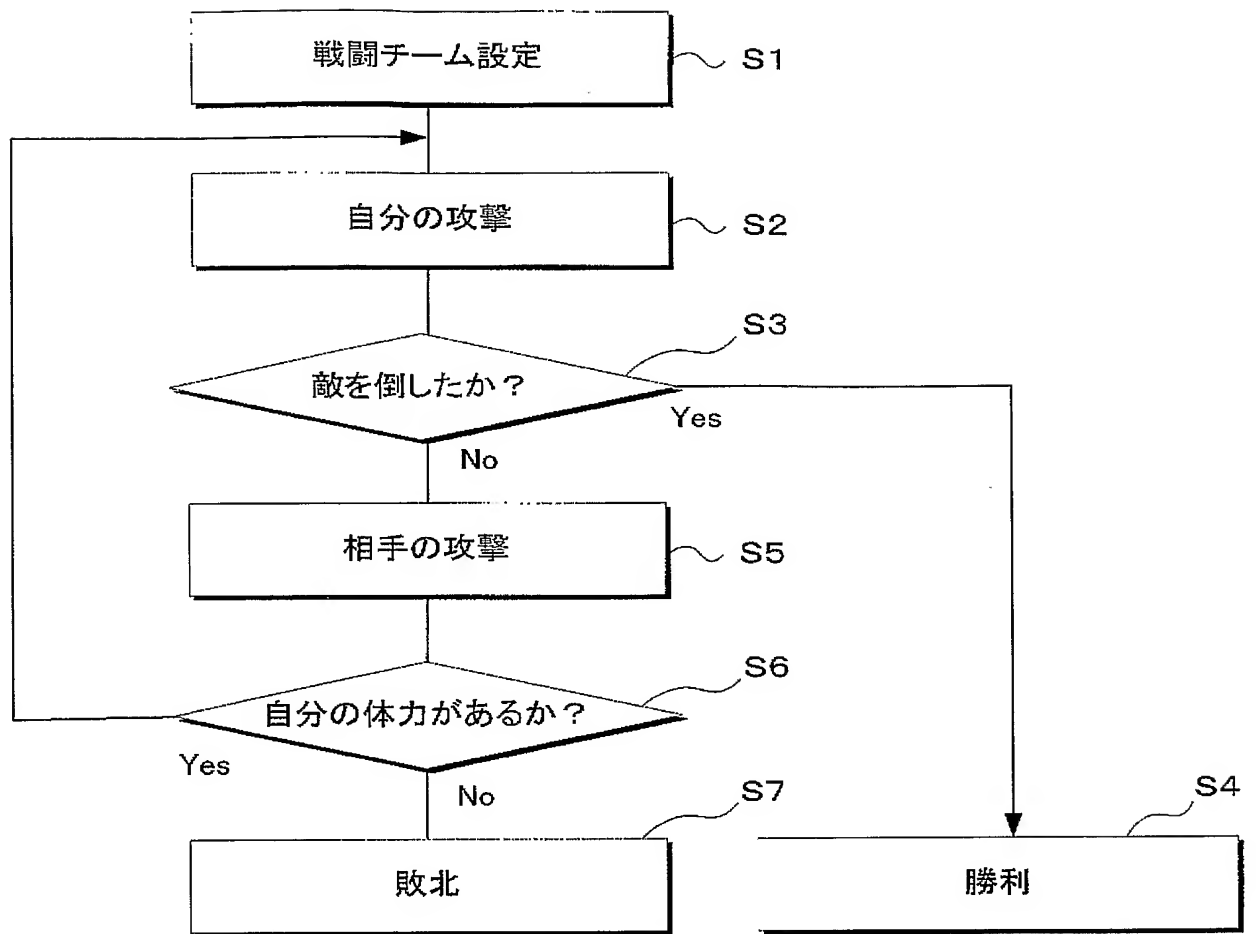 戦闘チーム設定
S1
自分の攻撃
S2
S3
敵を倒したか？
Yes
No
相手の攻撃
S5
S6
自分の体力があるか？
Yes
No
S7
S4
敗北
勝利